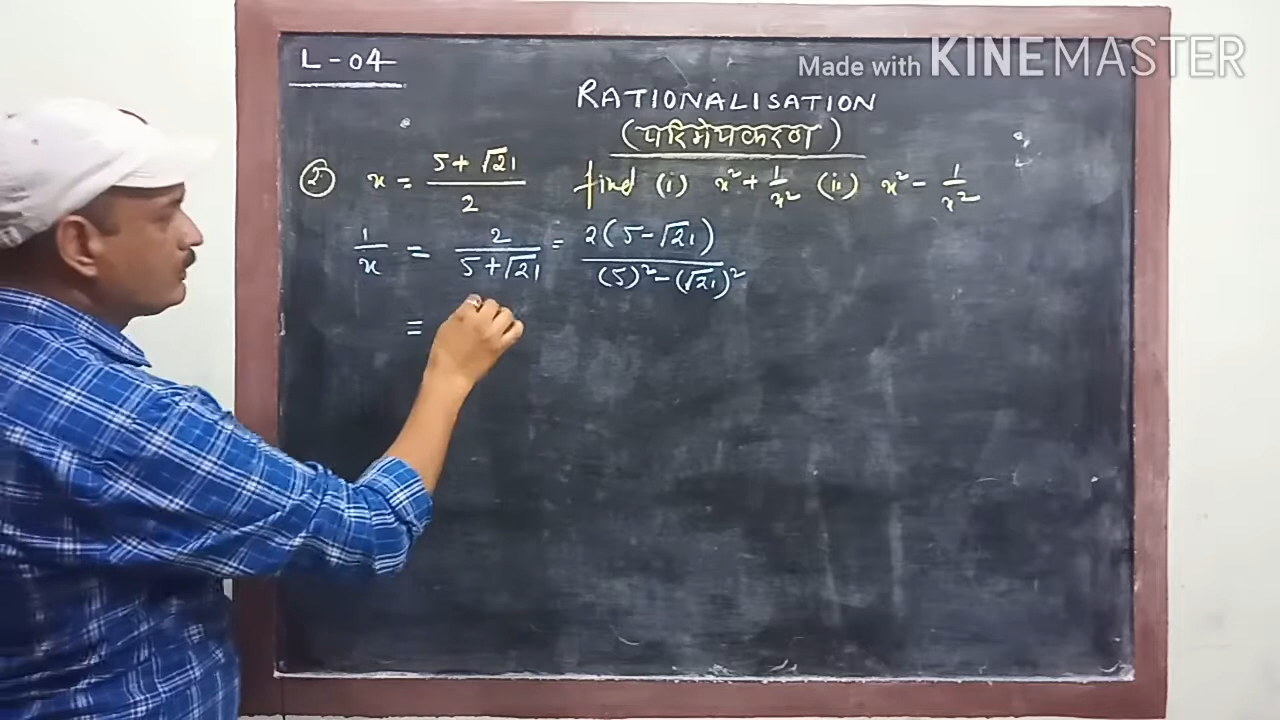 L-04
Made with KINEMASTER
RATIONALISATION
(परिमेयकरण)
② x = (5+√21)/2 find (i) x² + 1/x² (ii) x² - 1/x²
1/x = 2/(5+√21) = 2(5-√21)/((5)²-(√21)²)
=